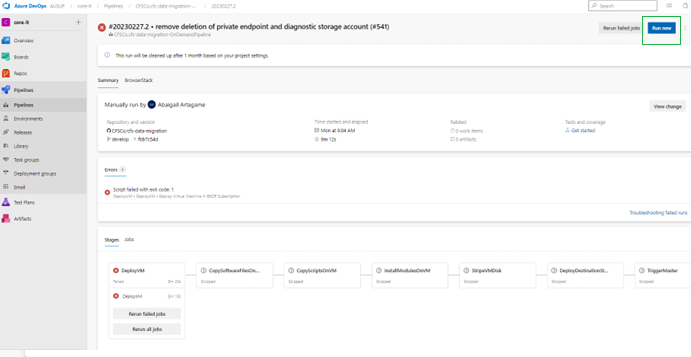 Azure DevOps AUSUP / core-it / Pipelines / CFSCo.cfs-data-migration-... / 20230227.2
Search
core-it
Overview
Boards
Repos
Pipelines
Pipelines
Environments
Releases
Library
Task groups
Deployment groups
Email
Test Plans
Artifacts
#20230227.2 • remove deletion of private endpoint and diagnostic storage account (#541)
CFSCo.cfs-data-migration-OnDemandPipeline
Rerun failed jobs
Run new
This run will be cleaned up after 1 month based on your project settings.
Summary BrowserStack
Manually run by Abaigail Artagame
View change
Repository and version
CFSCo/cfs-data-migration
develop fdb7c54d
Time started and elapsed
Mon at 9:04 AM
9m 12s
Related
0 work items
0 artifacts
Tests and coverage
Get started
Errors 1
Script failed with exit code: 1
DeployVM • DeployVM • Deploy Virtual Machine in Subscription
Troubleshooting failed runs
Stages Jobs
DeployVM
Failed
DeployVM
Rerun failed jobs
Rerun all jobs
CopySoftwareFilesOn...
Skipped
CopyScriptsOnVM
Skipped
InstallModulesOnVM
Skipped
StripeVMDisk
Skipped
DeployDestinationSt...
Skipped
TriggerMaster
Skipped